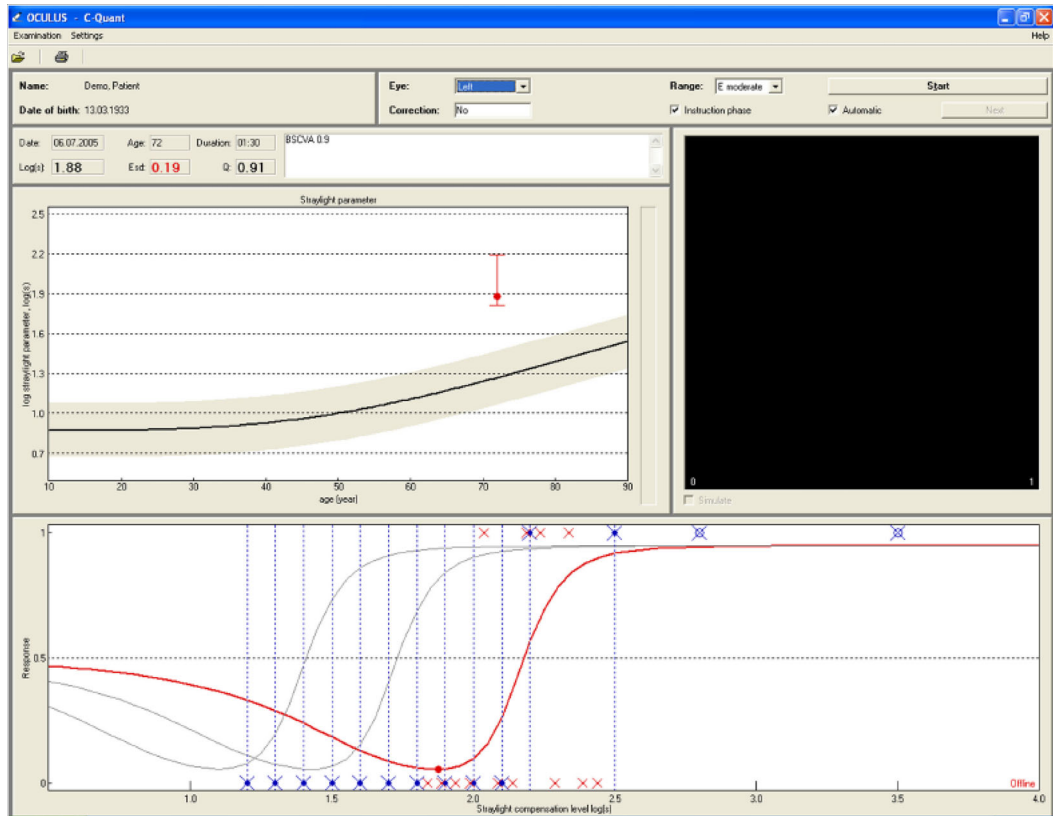 OCULUS - C-Quant
Examination Settings Help
Name: Demo, Patient
Date of birth: 13.03.1933
Eye: Left
Correction: No
Range: E moderate
Start
Instruction phase
Automatic
Next
Date: 06.07.2005 Age: 72 Duration: 01:30
Log(s): 1.88 Esd: 0.19 Q: 0.91
BSCVA 0.9
Straylight parameter
log straylight parameter, log(s)
2.5
2.2
1.9
1.6
1.3
1.0
0.7
10 20 30 40 50 60 70 80 90
age (year)
0 1
Simulate
Response
1
0.5
0
Offline
1.0 1.5 2.0 2.5 3.0 3.5 4.0
Straylight compensation level log(s)